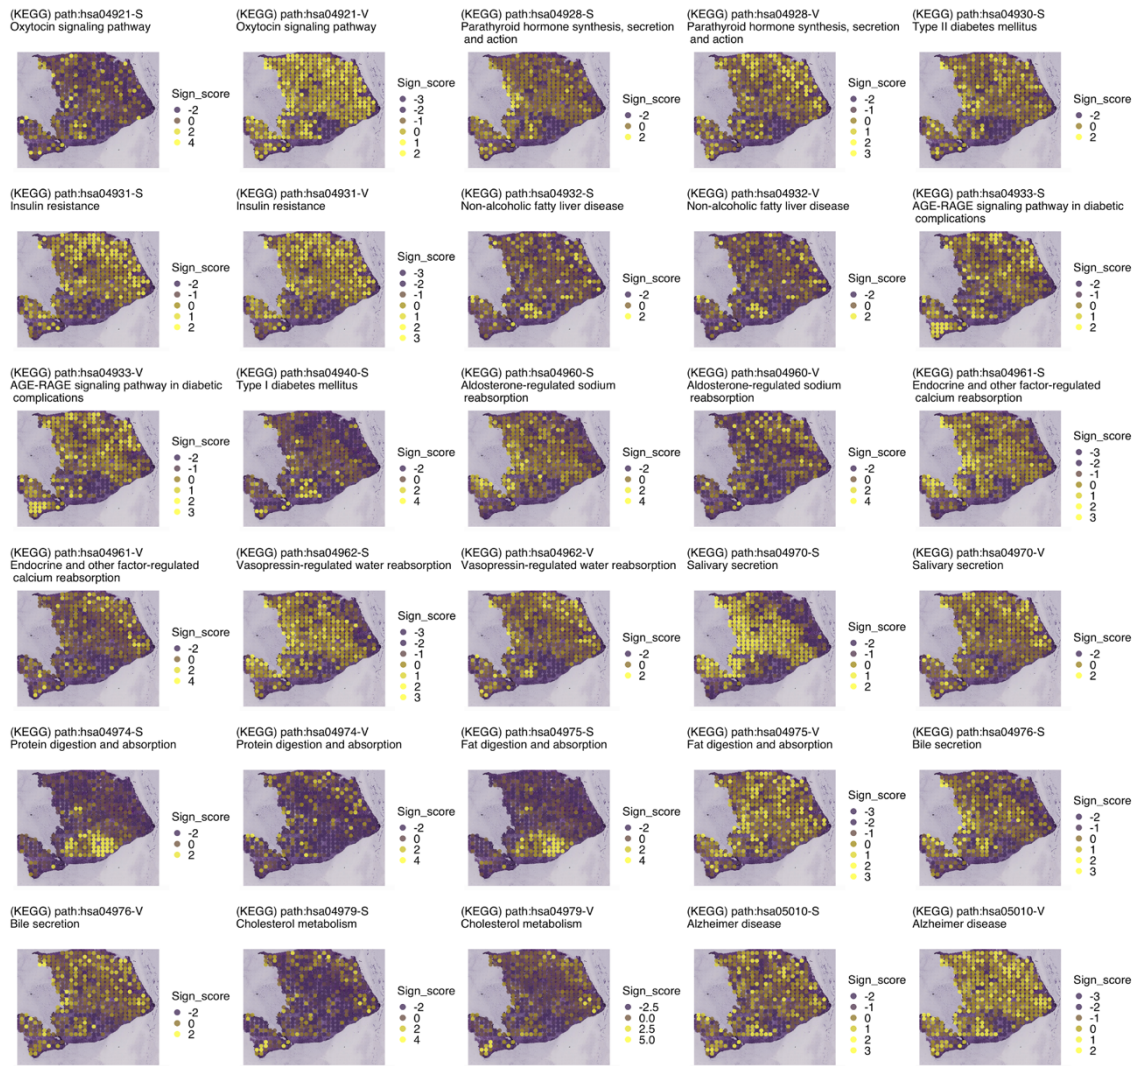 (KEGG) path:hsa04921-S
Oxytocin signaling pathway
Sign_score
-2
0
2
4
(KEGG) path:hsa04921-V
Oxytocin signaling pathway
Sign_score
-3
-2
-1
0
1
2
(KEGG) path:hsa04928-S
Parathyroid hormone synthesis, secretion
and action
Sign_score
-2
0
2
(KEGG) path:hsa04928-V
Parathyroid hormone synthesis, secretion
and action
Sign_score
-2
-1
0
1
2
3
(KEGG) path:hsa04930-S
Type II diabetes mellitus
Sign_score
-2
0
2
(KEGG) path:hsa04931-S
Insulin resistance
Sign_score
-2
-1
0
1
2
(KEGG) path:hsa04931-V
Insulin resistance
Sign_score
-3
-2
-1
0
1
2
3
(KEGG) path:hsa04932-S
Non-alcoholic fatty liver disease
Sign_score
-2
0
2
(KEGG) path:hsa04932-V
Non-alcoholic fatty liver disease
Sign_score
-2
0
2
(KEGG) path:hsa04933-S
AGE-RAGE signaling pathway in diabetic
complications
Sign_score
-2
-1
0
1
2
(KEGG) path:hsa04933-V
AGE-RAGE signaling pathway in diabetic
complications
Sign_score
-2
-1
0
1
2
3
(KEGG) path:hsa04940-S
Type I diabetes mellitus
Sign_score
-2
0
2
4
(KEGG) path:hsa04960-S
Aldosterone-regulated sodium
reabsorption
Sign_score
-2
0
2
4
(KEGG) path:hsa04960-V
Aldosterone-regulated sodium
reabsorption
Sign_score
-2
0
2
4
(KEGG) path:hsa04961-S
Endocrine and other factor-regulated
calcium reabsorption
Sign_score
-3
-2
-1
0
1
2
3
(KEGG) path:hsa04961-V
Endocrine and other factor-regulated
calcium reabsorption
Sign_score
-2
0
2
4
(KEGG) path:hsa04962-S
Vasopressin-regulated water reabsorption
Sign_score
-3
-2
-1
0
1
2
3
(KEGG) path:hsa04962-V
Vasopressin-regulated water reabsorption
Sign_score
-2
0
2
(KEGG) path:hsa04970-S
Salivary secretion
Sign_score
-2
-1
0
1
2
(KEGG) path:hsa04970-V
Salivary secretion
Sign_score
-2
0
2
(KEGG) path:hsa04974-S
Protein digestion and absorption
Sign_score
-2
0
2
(KEGG) path:hsa04974-V
Protein digestion and absorption
Sign_score
-2
0
2
4
(KEGG) path:hsa04975-S
Fat digestion and absorption
Sign_score
-2
0
2
4
(KEGG) path:hsa04975-V
Fat digestion and absorption
Sign_score
-3
-2
-1
0
1
2
3
(KEGG) path:hsa04976-S
Bile secretion
Sign_score
-2
-1
0
1
2
3
(KEGG) path:hsa04976-V
Bile secretion
Sign_score
-2
0
2
(KEGG) path:hsa04979-S
Cholesterol metabolism
Sign_score
-2
0
2
4
(KEGG) path:hsa04979-V
Cholesterol metabolism
Sign_score
-2.5
0.0
2.5
5.0
(KEGG) path:hsa05010-S
Alzheimer disease
Sign_score
-2
-1
0
1
2
3
(KEGG) path:hsa05010-V
Alzheimer disease
Sign_score
-3
-2
-1
0
1
2